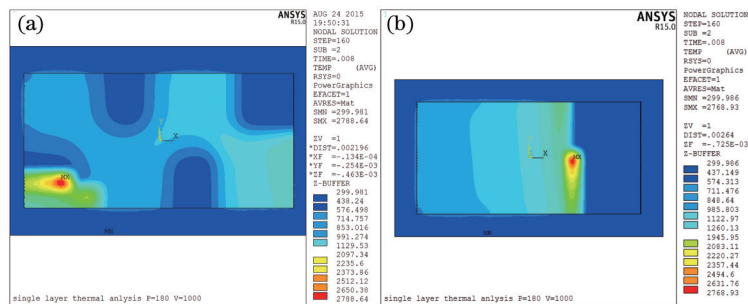 (a)
ANSYS
R15.0
AUG 24 2015
19:50:31
NODAL SOLUTION
STEP=160
SUB =2
TIME=.008
TEMP (AVG)
RSYS=0
PowerGraphics
EFACET=1
AVRES=Mat
SMN =299.981
SMX =2788.64
ZV =1
*DIST=.002196
*XF =-.134E-04
*YF =-.254E-03
*ZF =-.463E-03
Z-BUFFER
299.981
438.24
576.498
714.757
853.016
991.274
1129.53
2097.34
2235.6
2373.86
2512.12
2650.38
2788.64
Y
X
MX
MN
single layer thermal anlysis P=180 V=1000
(b)
ANSYS
R15.0
NODAL SOLUTION
STEP=160
SUB =2
TIME=.008
TEMP (AVG)
RSYS=0
PowerGraphics
EFACET=1
AVRES=Mat
SMN =299.986
SMX =2768.93
ZV =1
DIST=.00264
ZF =-.725E-03
Z-BUFFER
299.986
437.149
574.313
711.476
848.64
985.803
1122.97
1260.13
1945.95
2083.11
2220.27
2357.44
2494.6
2631.76
2768.93
X
MX
single layer thermal anlysis P=180 V=1000